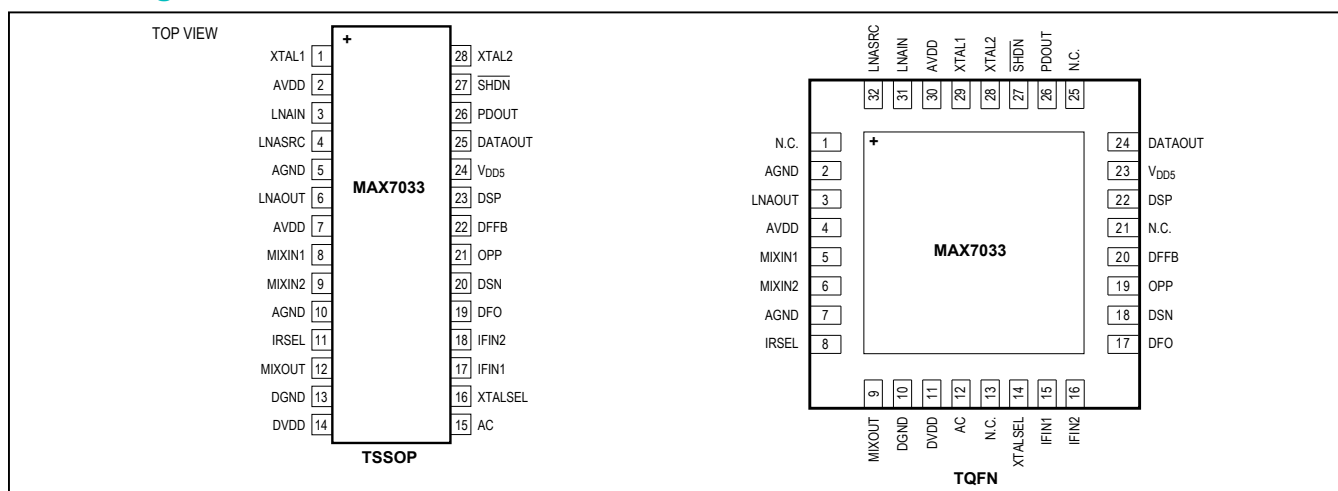 TOP VIEW
+
XTAL1 1
AVDD 2
LNAIN 3
LNASRC 4
AGND 5
LNAOUT 6
AVDD 7
MIXIN1 8
MIXIN2 9
AGND 10
IRSEL 11
MIXOUT 12
DGND 13
DVDD 14
MAX7033
28 XTAL2
27 SHDN
26 PDOUT
25 DATAOUT
24 VDD5
23 DSP
22 DFFB
21 OPP
20 DSN
19 DFO
18 IFIN2
17 IFIN1
16 XTALSEL
15 AC
TSSOP
LNASRC 32
LNAIN 31
AVDD 30
XTAL1 29
XTAL2 28
SHDN 27
PDOUT 26
N.C. 25
+
N.C. 1
AGND 2
LNAOUT 3
AVDD 4
MIXIN1 5
MIXIN2 6
AGND 7
IRSEL 8
MAX7033
24 DATAOUT
23 VDD5
22 DSP
21 N.C.
20 DFFB
19 OPP
18 DSN
17 DFO
MIXOUT 9
DGND 10
DVDD 11
AC 12
N.C. 13
XTALSEL 14
IFIN1 15
IFIN2 16
TQFN